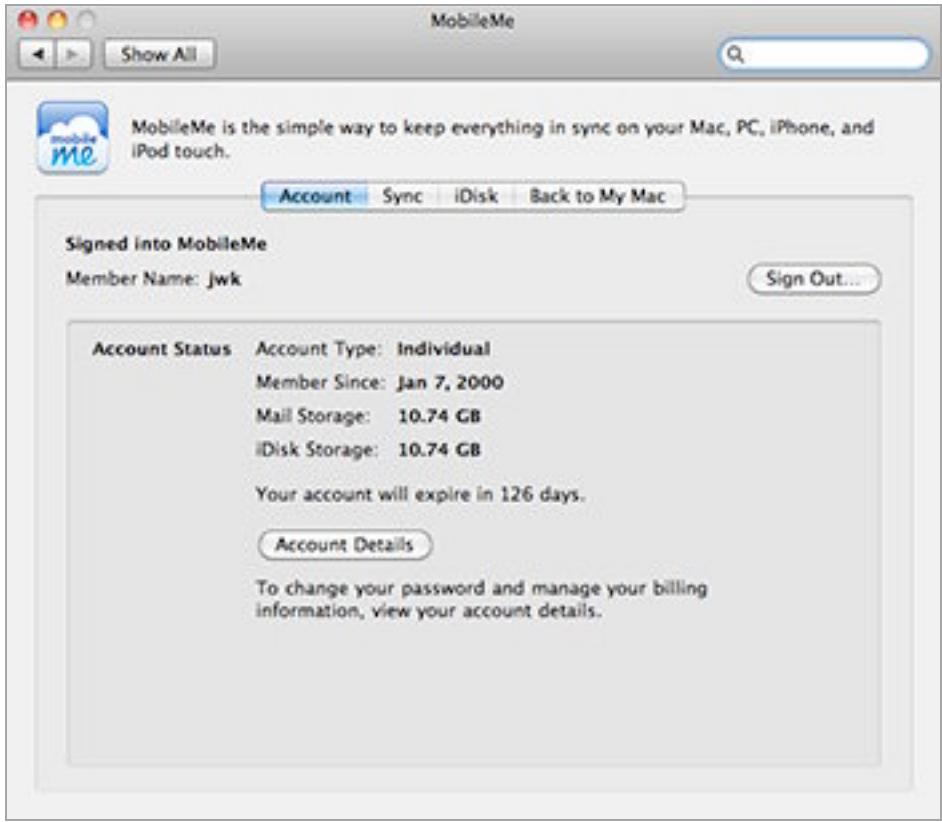 MobileMe
Show All
mobile
me
MobileMe is the simple way to keep everything in sync on your Mac, PC, iPhone, and
iPod touch.
Account Sync iDisk Back to My Mac
Signed into MobileMe
Member Name: jwk
Sign Out...
Account Status Account Type: Individual
Member Since: Jan 7, 2000
Mail Storage: 10.74 GB
iDisk Storage: 10.74 GB
Your account will expire in 126 days.
Account Details
To change your password and manage your billing
information, view your account details.